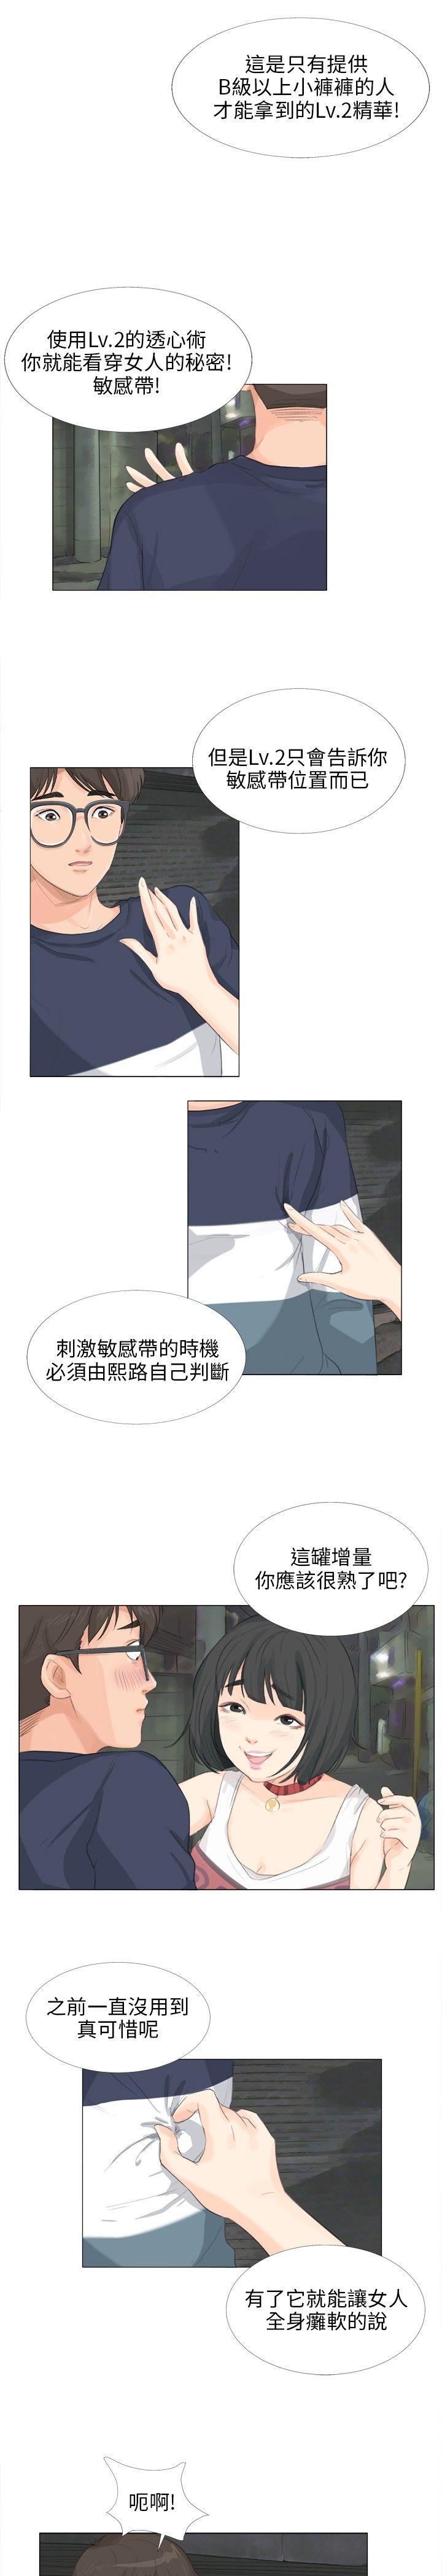 這是只有提供
B級以上小褲褲的人
才能拿到的Lv.2精華!
使用Lv.2的透心術
你就能看穿女人的秘密!
敏感帶!
但是Lv.2只會告訴你
敏感帶位置而已
刺激敏感帶的時機
必須由熙路自己判斷
這罐增量
你應該很熟了吧?
之前一直沒用到
真可惜呢
有了它就能讓女人
全身癱軟的說
呃啊!